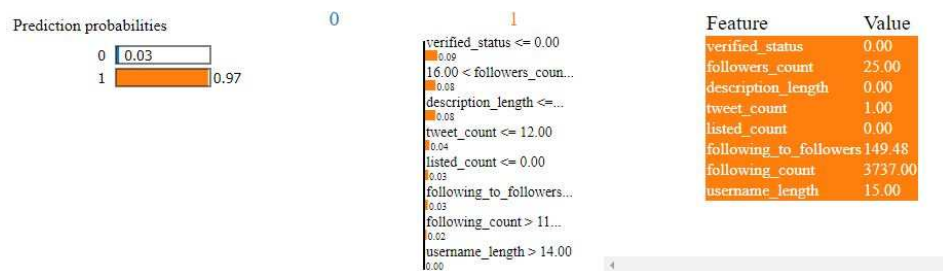 Prediction probabilities
0 0.03
1 0.97
0 1
verified_status <= 0.00
0.09
16.00 < followers_coun...
0.08
description_length <=...
0.08
tweet_count <= 12.00
0.04
listed_count <= 0.00
0.03
following_to_followers...
0.03
following_count > 11...
0.02
username_length > 14.00
0.00
Feature Value
verified_status 0.00
followers_count 25.00
description_length 0.00
tweet_count 1.00
listed_count 0.00
following_to_followers 149.48
following_count 3737.00
username_length 15.00